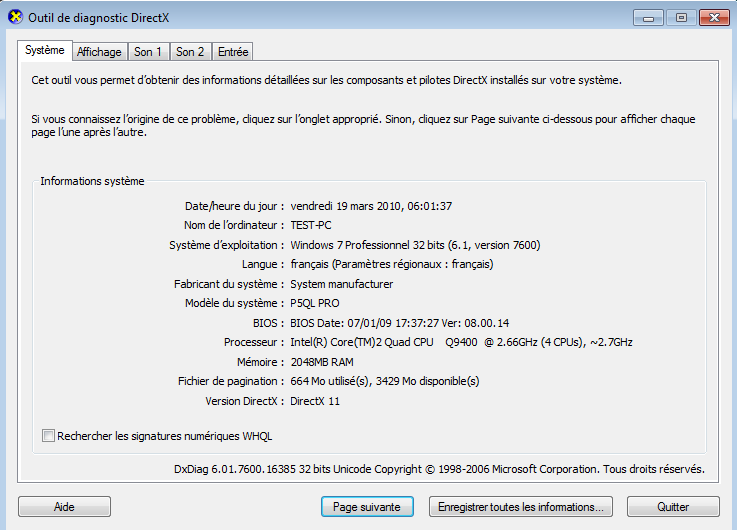 Outil de diagnostic DirectX
Système Affichage Son 1 Son 2 Entrée
Cet outil vous permet d'obtenir des informations détaillées sur les composants et pilotes DirectX installés sur votre système.
Si vous connaissez l'origine de ce problème, cliquez sur l'onglet approprié. Sinon, cliquez sur Page suivante ci-dessous pour afficher chaque
page l'une après l'autre.
Informations système
Date/heure du jour : vendredi 19 mars 2010, 06:01:37
Nom de l'ordinateur : TEST-PC
Système d'exploitation : Windows 7 Professionnel 32 bits (6.1, version 7600)
Langue : français (Paramètres régionaux : français)
Fabricant du système : System manufacturer
Modèle du système : P5QL PRO
BIOS : BIOS Date: 07/01/09 17:37:27 Ver: 08.00.14
Processeur : Intel(R) Core(TM)2 Quad CPU Q9400 @ 2.66GHz (4 CPUs), ~2.7GHz
Mémoire : 2048MB RAM
Fichier de pagination : 664 Mo utilisé(s), 3429 Mo disponible(s)
Version DirectX : DirectX 11
Rechercher les signatures numériques WHQL
DxDiag 6.01.7600.16385 32 bits Unicode Copyright © 1998-2006 Microsoft Corporation. Tous droits réservés.
Aide Page suivante Enregistrer toutes les informations... Quitter